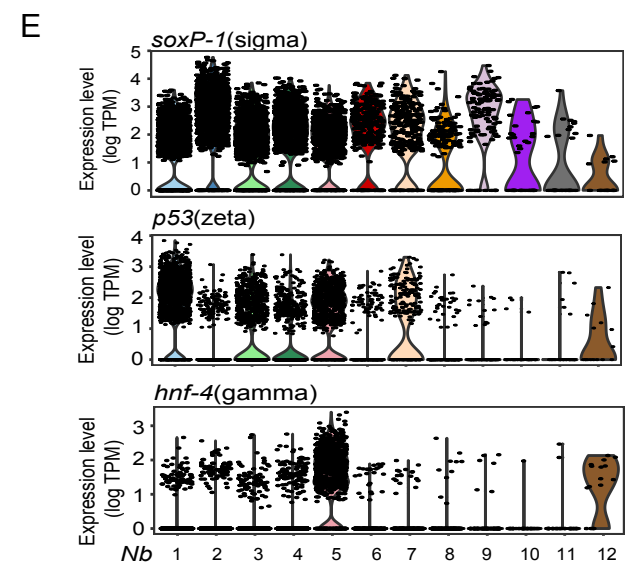 E
soxP-1(sigma)
Expression level
(log TPM)
5
4
3
2
1
0
p53(zeta)
Expression level
(log TPM)
4
3
2
1
0
hnf-4(gamma)
Expression level
(log TPM)
3
2
1
0
Nb 1 2 3 4 5 6 7 8 9 10 11 12